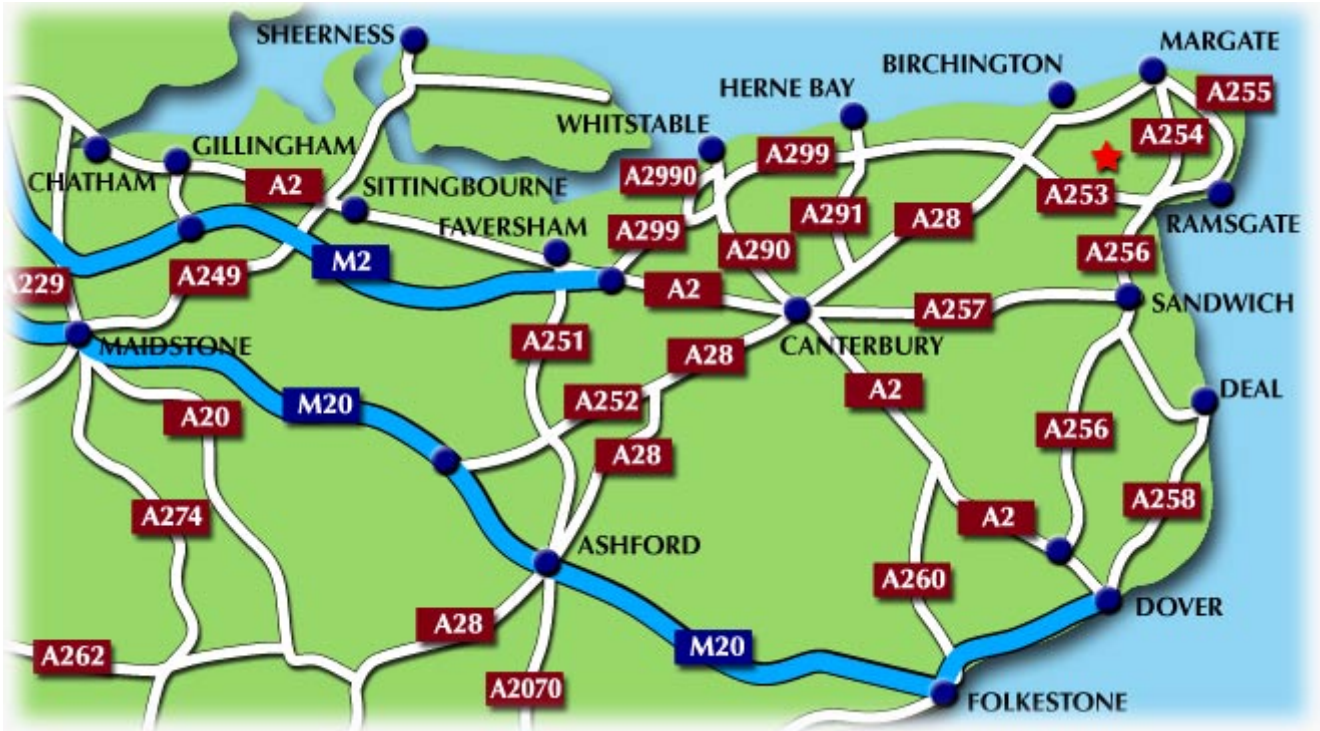 SHEERNESS
MARGATE
BIRCHINGTON
HERNE BAY
A255
WHITSTABLE
A254
GILLINGHAM
A299
CHATHAM
A2
SITTINGBOURNE
A2990
A253
FAVERSHAM
A299
A291
A28
RAMSGATE
A290
A256
M2
A249
A229
A2
A257
SANDWICH
MAIDSTONE
A251
A28
CANTERBURY
A2
DEAL
M20
A252
A20
A256
A28
A258
A274
A2
ASHFORD
A260
DOVER
A28
M20
A262
A2070
FOLKESTONE